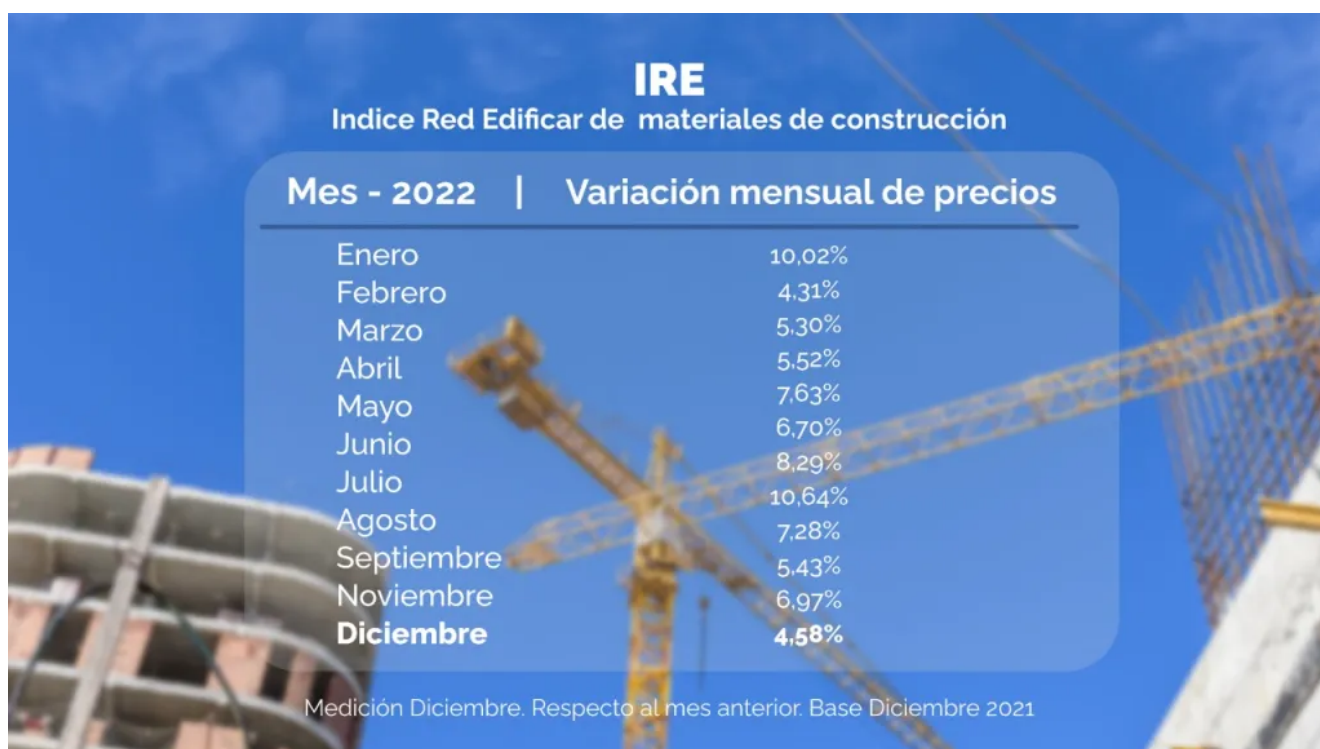 IRE
Indice Red Edificar de materiales de construcción
Mes - 2022 | Variación mensual de precios
Enero 10,02%
Febrero 4,31%
Marzo 5,30%
Abril 5,52%
Mayo 7,63%
Junio 6,70%
Julio 8,29%
Agosto 10,64%
Septiembre 7,28%
5,43%
Noviembre 6,97%
Diciembre 4,58%
Medición Diciembre. Respecto al mes anterior. Base Diciembre 2021